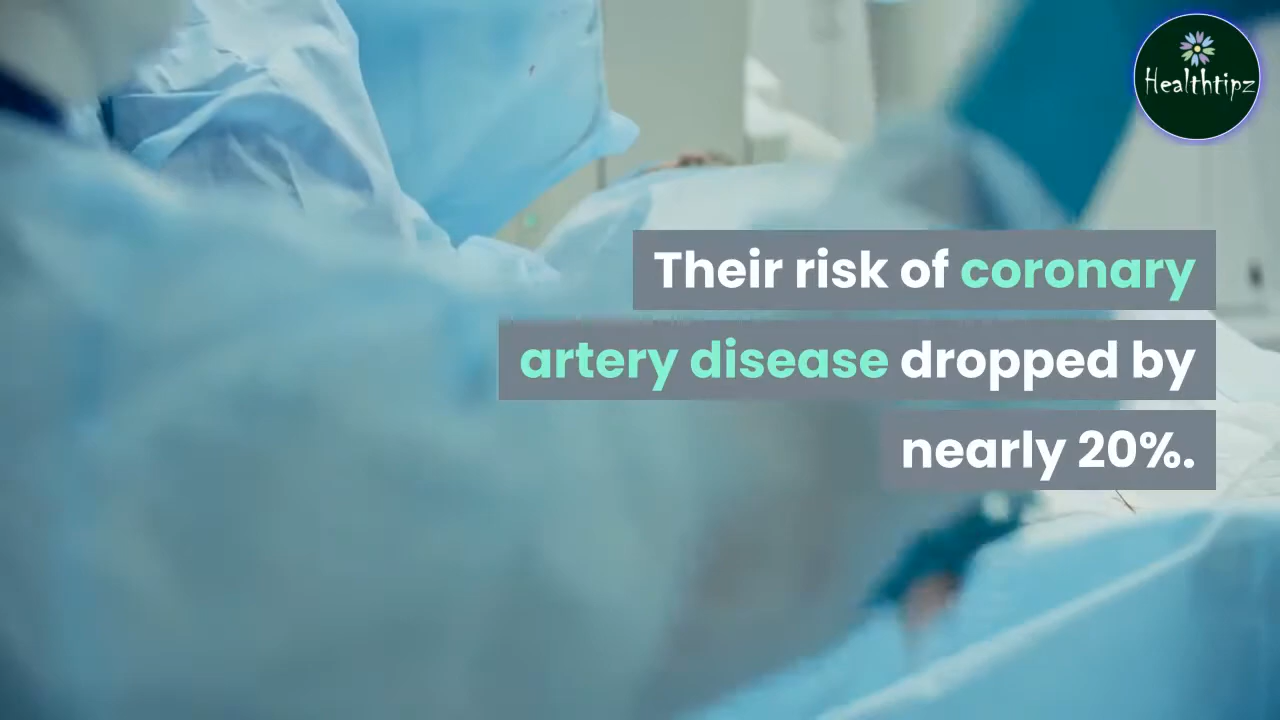 Healthtipz
Their risk of coronary
artery disease dropped by
nearly 20%.